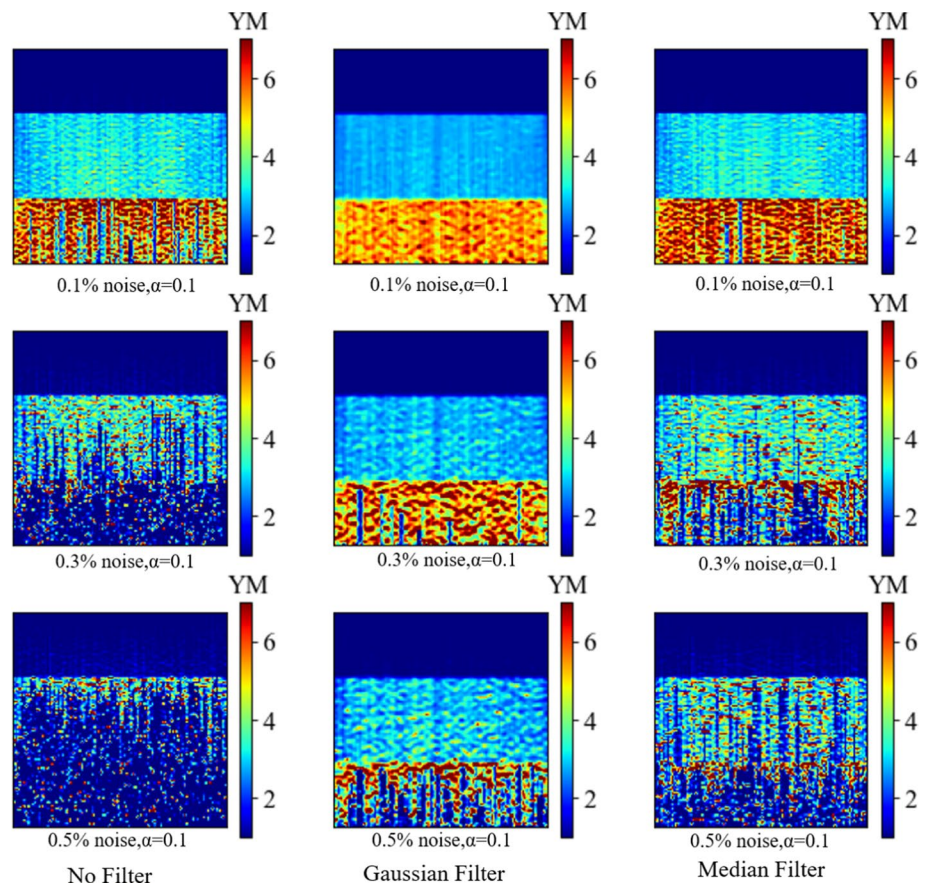 YM
YM
YM
6
4
2
6
4
2
6
4
2
0.1% noise,α=0.1
0.1% noise,α=0.1
0.1% noise,α=0.1
YM
YM
YM
6
4
2
6
4
2
6
4
2
0.3% noise,α=0.1
0.3% noise,α=0.1
0.3% noise,α=0.1
YM
YM
YM
6
4
2
6
4
2
6
4
2
0.5% noise,α=0.1
0.5% noise,α=0.1
0.5% noise,α=0.1
No Filter
Gaussian Filter
Median Filter